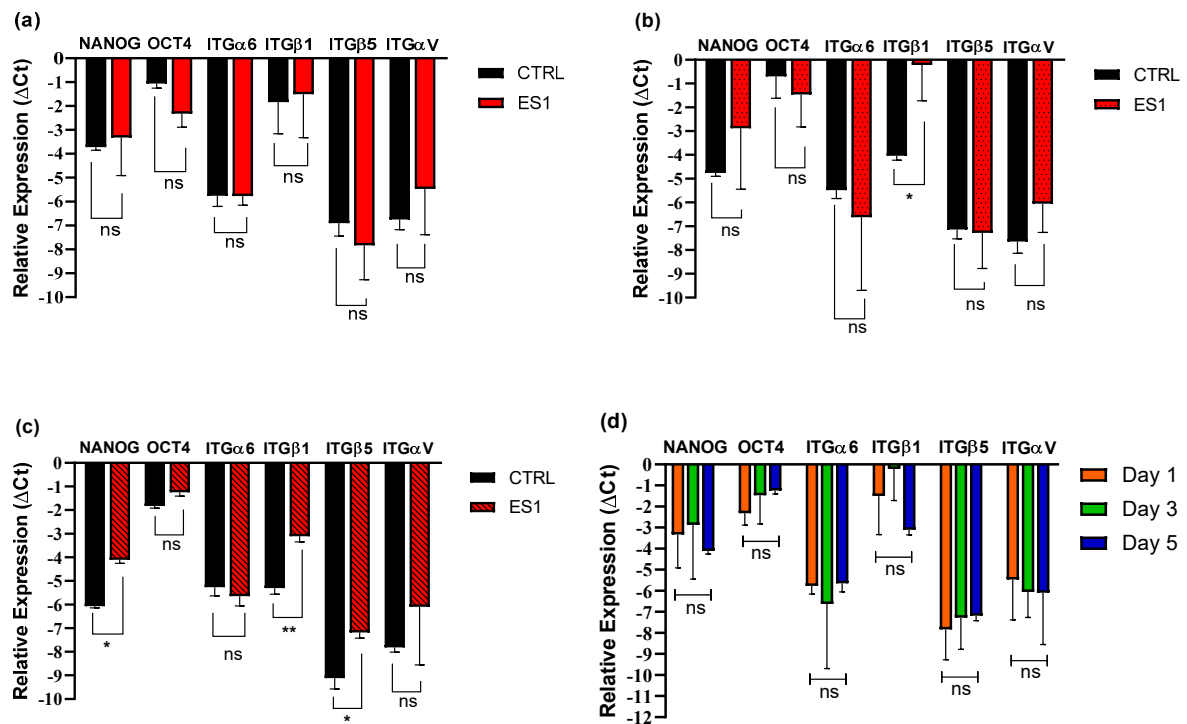 (a)
NANOG OCT4 ITGα6 ITGβ1 ITGβ5 ITGαV
Relative Expression (ΔCt)
0
-1
-2
-3
-4
-5
-6
-7
-8
-9
-10
ns
ns
ns
ns
ns
ns
CTRL
ES1
(b)
NANOG OCT4 ITGα6 ITGβ1 ITGβ5 ITGαV
Relative Expression (ΔCt)
0
-1
-2
-3
-4
-5
-6
-7
-8
-9
-10
ns
ns
ns
*
ns
ns
CTRL
ES1
(c)
NANOG OCT4 ITGα6 ITGβ1 ITGβ5 ITGαV
Relative Expression (ΔCt)
0
-1
-2
-3
-4
-5
-6
-7
-8
-9
-10
*
ns
ns
**
*
ns
CTRL
ES1
(d)
NANOG OCT4 ITGα6 ITGβ1 ITGβ5 ITGαV
Relative Expression (ΔCt)
0
-1
-2
-3
-4
-5
-6
-7
-8
-9
-10
-11
-12
ns
ns
ns
ns
ns
ns
Day 1
Day 3
Day 5